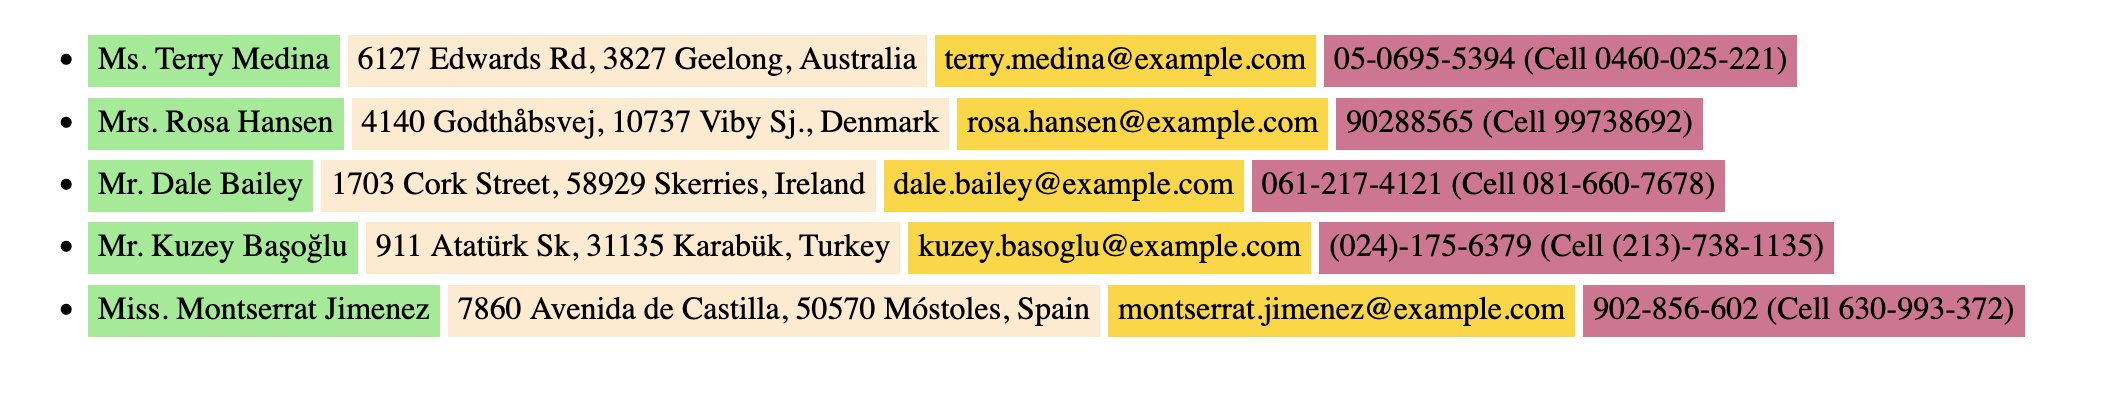 Ms. Terry Medina 6127 Edwards Rd, 3827 Geelong, Australia terry.medina@example.com 05-0695-5394 (Cell 0460-025-221)
Mrs. Rosa Hansen 4140 Godthåbsvej, 10737 Viby Sj., Denmark rosa.hansen@example.com 90288565 (Cell 99738692)
Mr. Dale Bailey 1703 Cork Street, 58929 Skerries, Ireland dale.bailey@example.com 061-217-4121 (Cell 081-660-7678)
Mr. Kuzey Başoğlu 911 Atatürk Sk, 31135 Karabük, Turkey kuzey.basoglu@example.com (024)-175-6379 (Cell (213)-738-1135)
Miss. Montserrat Jimenez 7860 Avenida de Castilla, 50570 Móstoles, Spain montserrat.jimenez@example.com 902-856-602 (Cell 630-993-372)